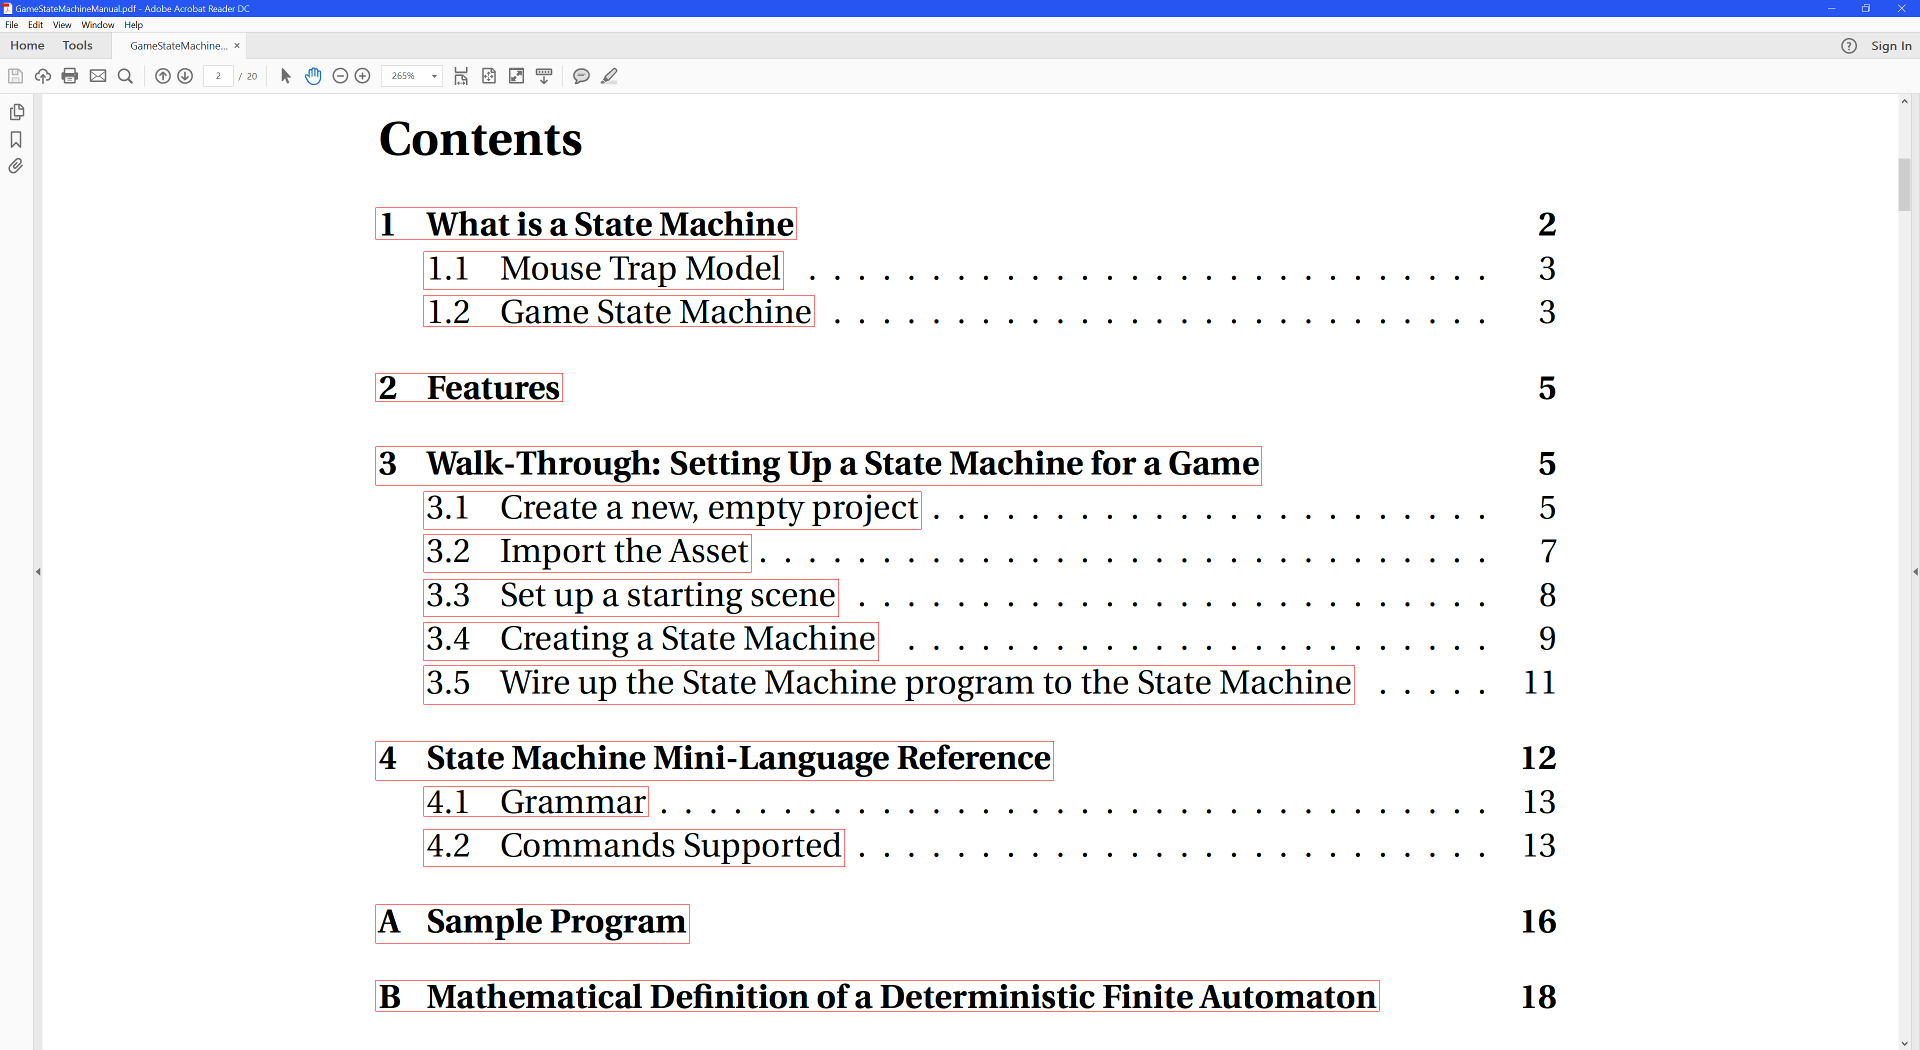 GameStateMachineManual.pdf - Adobe Acrobat Reader DC
File Edit View Window Help
Home Tools GameStateMachine... × Sign In
2 / 20 265%
Contents
1 What is a State Machine 2
1.1 Mouse Trap Model . . . . . . . . . . . . . . . . . . . . . . . . . . . . 3
1.2 Game State Machine . . . . . . . . . . . . . . . . . . . . . . . . . . . 3
2 Features 5
3 Walk-Through: Setting Up a State Machine for a Game 5
3.1 Create a new, empty project . . . . . . . . . . . . . . . . . . . . . . . 5
3.2 Import the Asset . . . . . . . . . . . . . . . . . . . . . . . . . . . . . . 7
3.3 Set up a starting scene . . . . . . . . . . . . . . . . . . . . . . . . . . 8
3.4 Creating a State Machine . . . . . . . . . . . . . . . . . . . . . . . . 9
3.5 Wire up the State Machine program to the State Machine . . . . . 11
4 State Machine Mini-Language Reference 12
4.1 Grammar . . . . . . . . . . . . . . . . . . . . . . . . . . . . . . . . . . 13
4.2 Commands Supported . . . . . . . . . . . . . . . . . . . . . . . . . . 13
A Sample Program 16
B Mathematical Definition of a Deterministic Finite Automaton 18